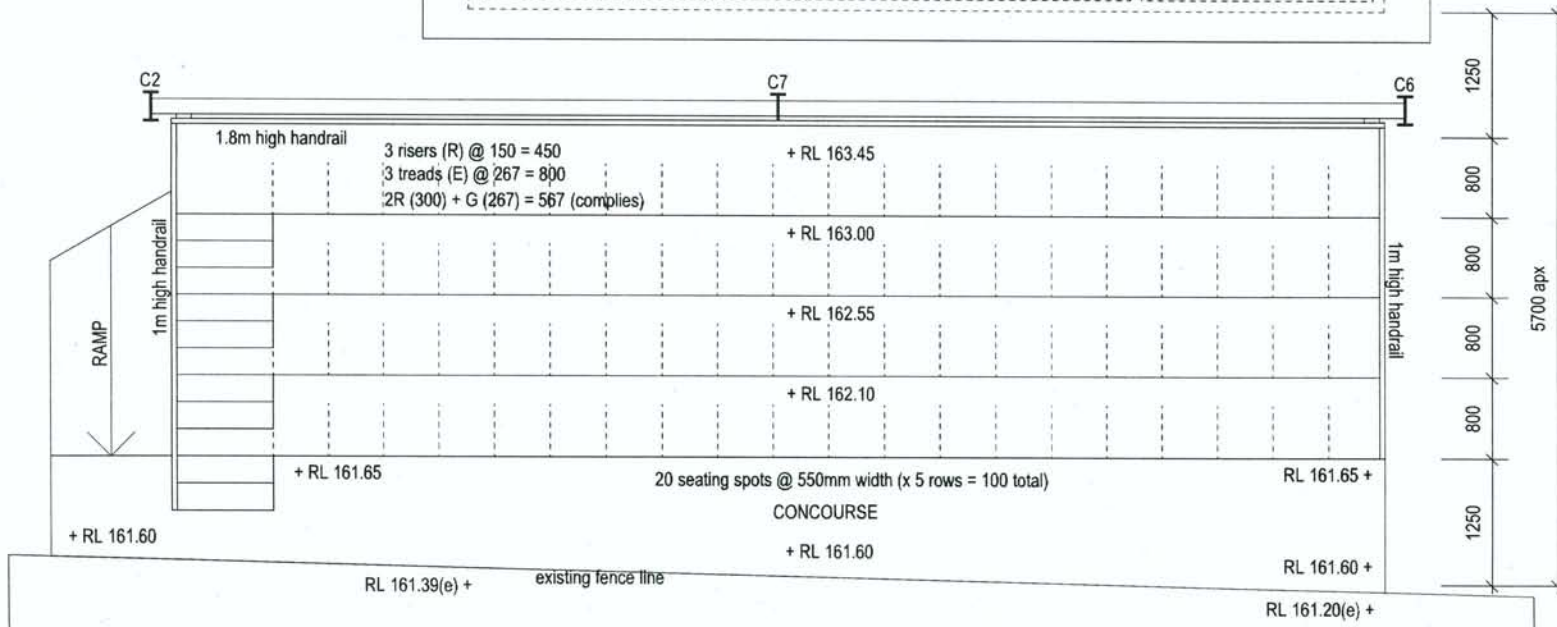 C2
C7
C6
1250
1.8m high handrail
3 risers (R) @ 150 = 450
3 treads (E) @ 267 = 800
2R (300) + G (267) = 567 (complies)
+ RL 163.45
800
1m high handrail
+ RL 163.00
1m high handrail
800
5700 apx
RAMP
+ RL 162.55
800
+ RL 162.10
800
+ RL 161.65
20 seating spots @ 550mm width (x 5 rows = 100 total)
RL 161.65 +
CONCOURSE
1250
+ RL 161.60
+ RL 161.60
RL 161.60 +
RL 161.39(e) +
existing fence line
RL 161.20(e) +